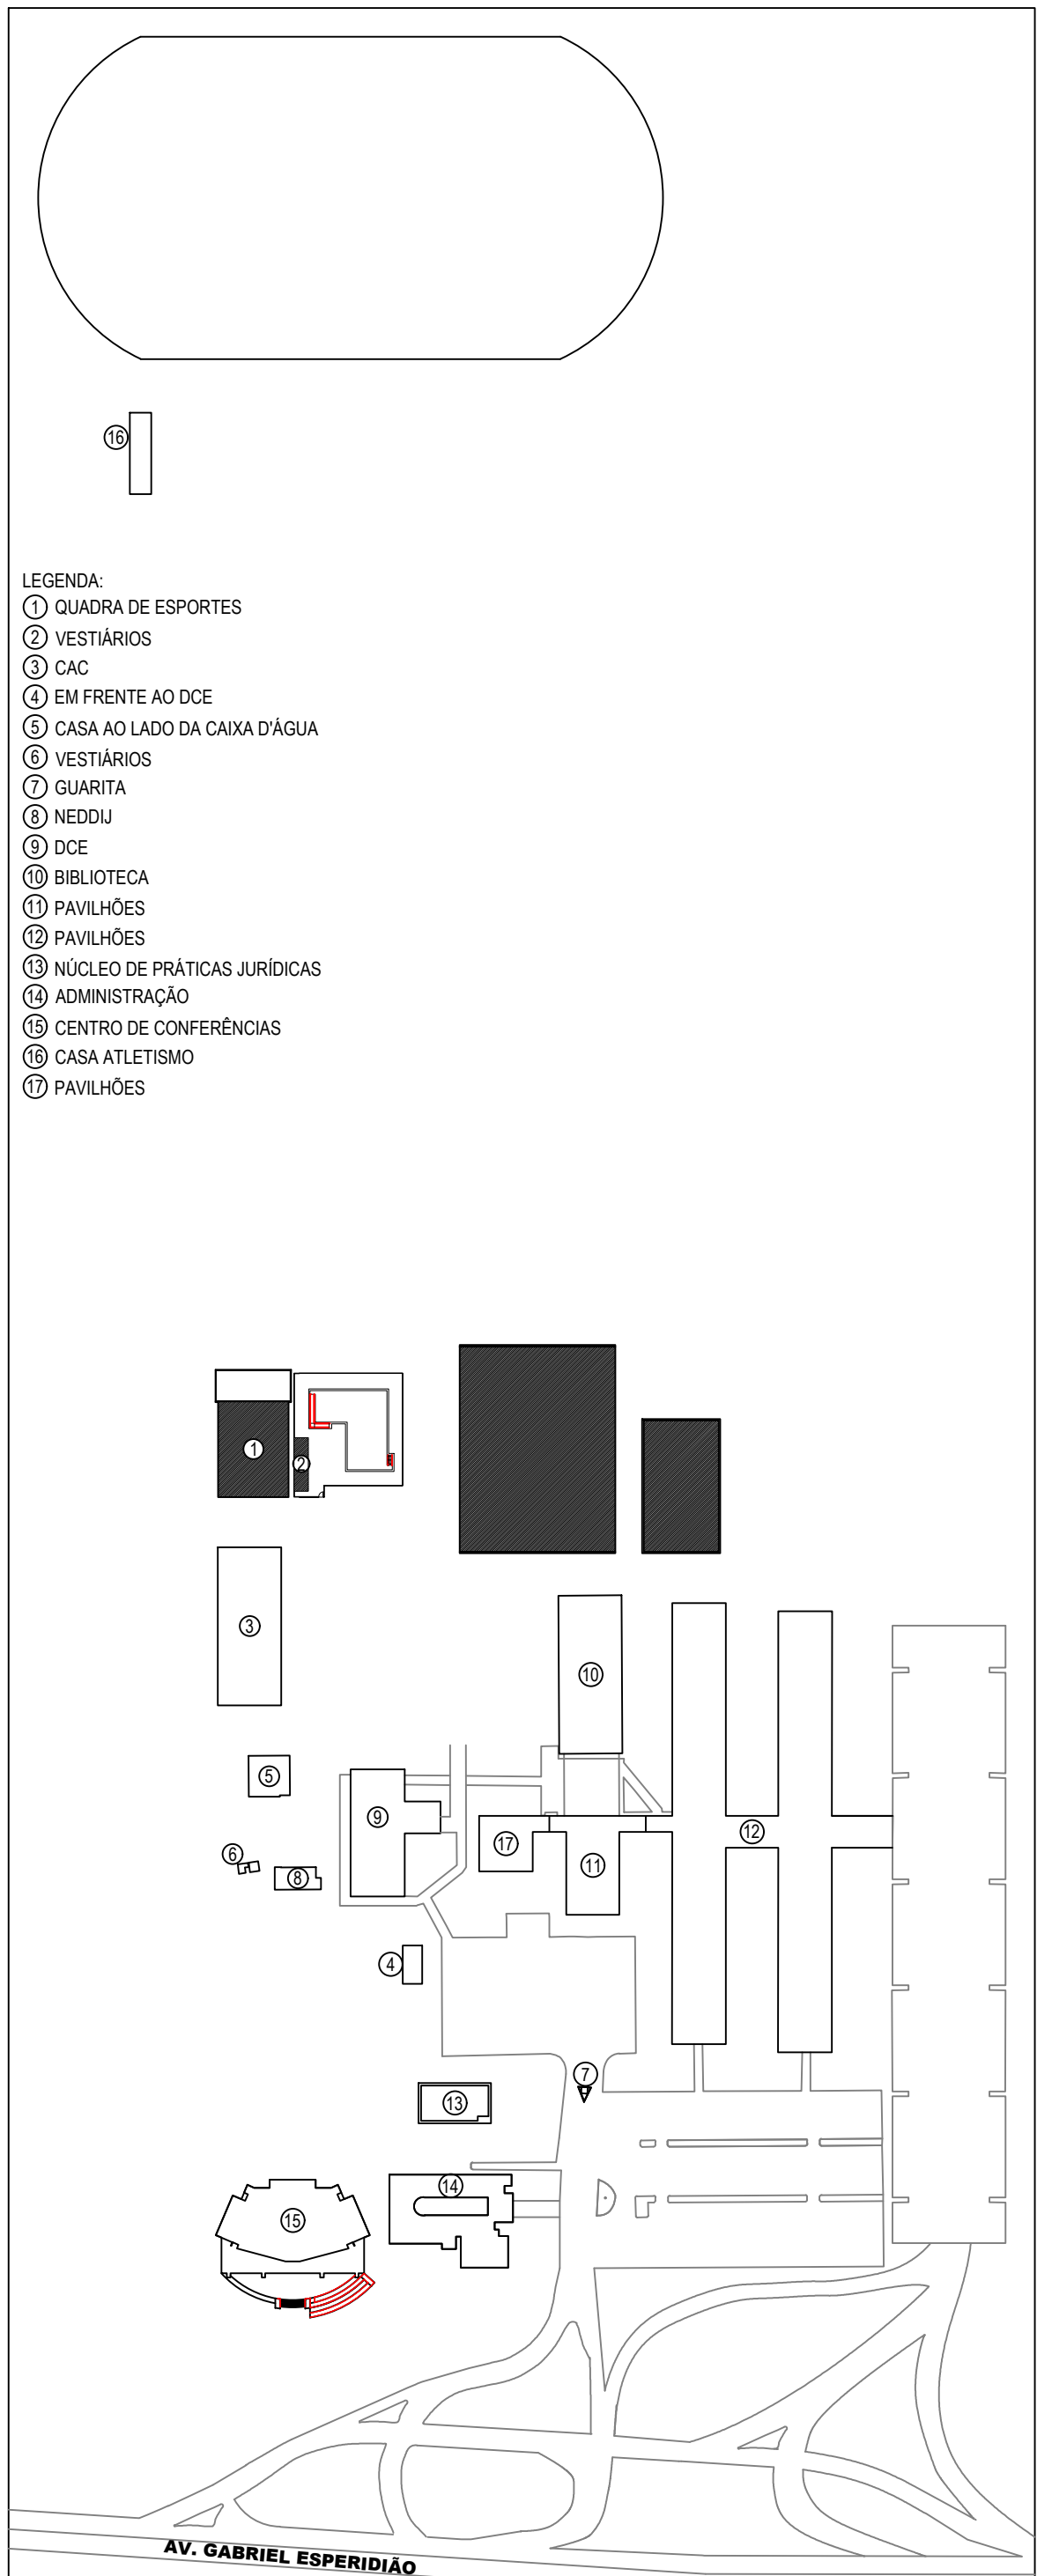 16
LEGENDA:
1 QUADRA DE ESPORTES
2 VESTIÁRIOS
3 CAC
4 EM FRENTE AO DCE
5 CASA AO LADO DA CAIXA D'ÁGUA
6 VESTIÁRIOS
7 GUARITA
8 NEDDIJ
9 DCE
10 BIBLIOTECA
11 PAVILHÕES
12 PAVILHÕES
13 NÚCLEO DE PRÁTICAS JURÍDICAS
14 ADMINISTRAÇÃO
15 CENTRO DE CONFERÊNCIAS
16 CASA ATLETISMO
17 PAVILHÕES
1
2
3
10
5
9
12
17
6
11
8
4
7
13
14
15
AV. GABRIEL ESPERIDIÃO